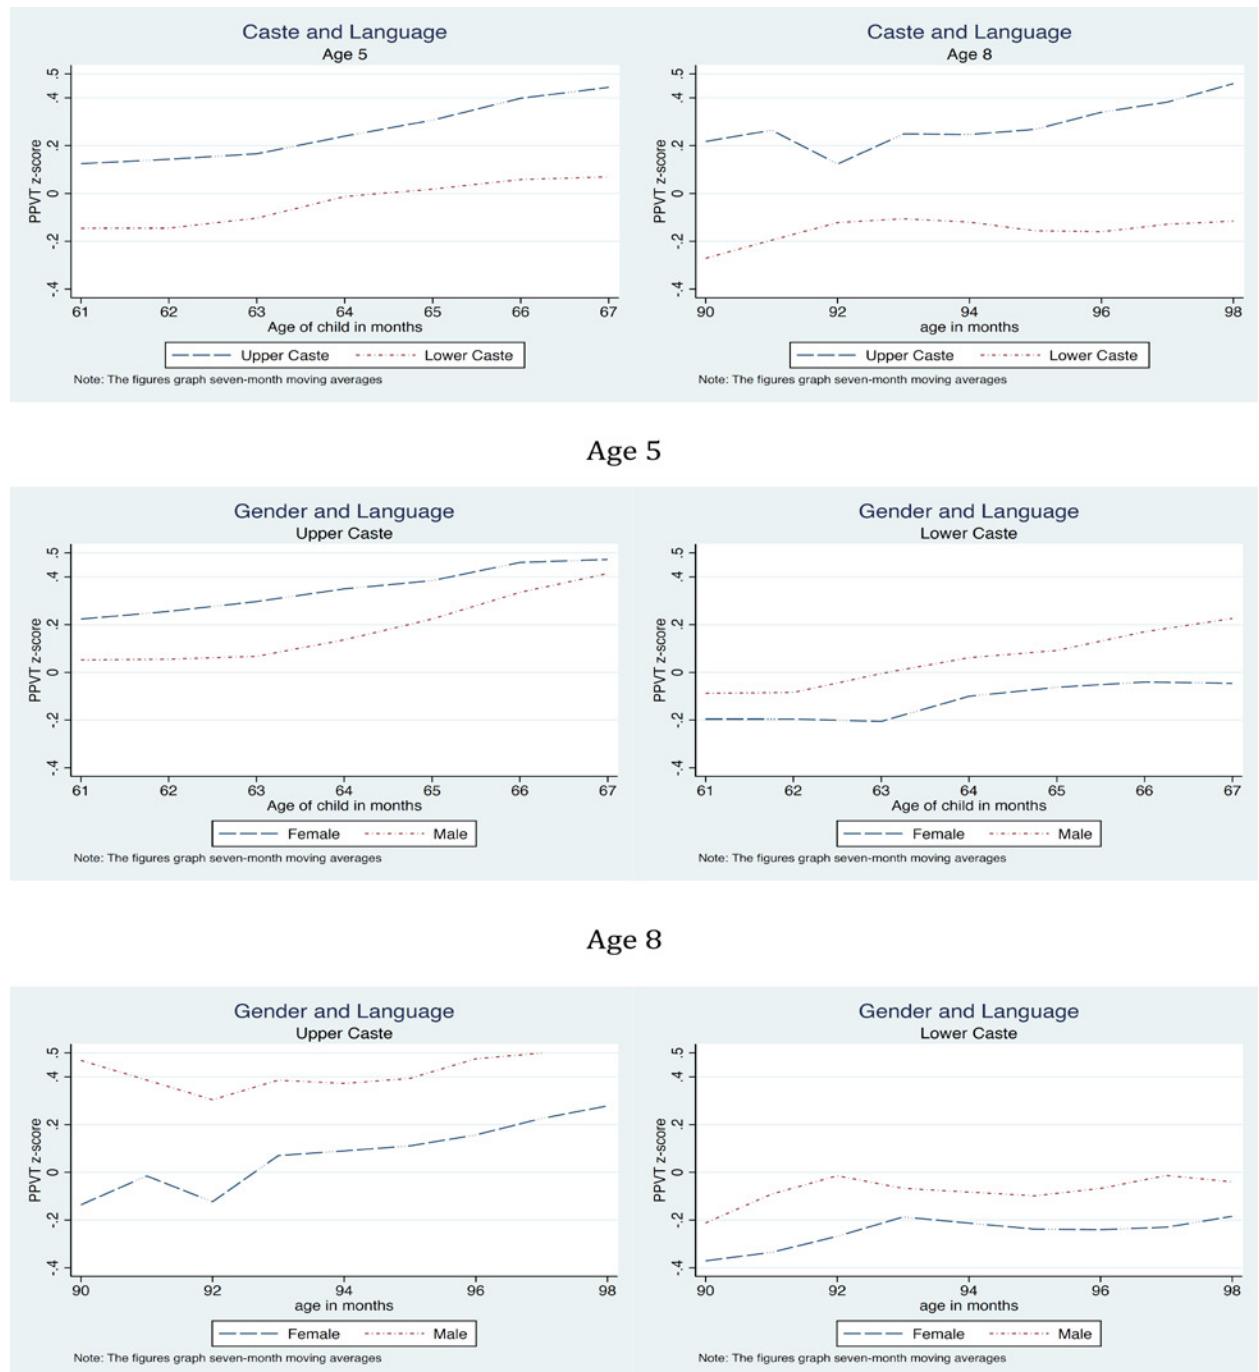 Caste and Language
Age 5
PPVT z-score
.5
.4
.2
0
-.2
-.4
61 62 63 64 65 66 67
Age of child in months
Upper Caste Lower Caste
Note: The figures graph seven-month moving averages
Caste and Language
Age 8
PPVT z-score
.5
.4
.2
0
-.2
-.4
90 92 94 96 98
age in months
Upper Caste Lower Caste
Note: The figures graph seven-month moving averages
Age 5
Gender and Language
Upper Caste
PPVT z-score
.5
.4
.2
0
-.2
-.4
61 62 63 64 65 66 67
Age of child in months
Female Male
Note: The figures graph seven-month moving averages
Gender and Language
Lower Caste
PPVT z-score
.5
.4
.2
0
-.2
-.4
61 62 63 64 65 66 67
Age of child in months
Female Male
Note: The figures graph seven-month moving averages
Age 8
Gender and Language
Upper Caste
PPVT z-score
.5
.4
.2
0
-.2
-.4
90 92 94 96 98
age in months
Female Male
Note: The figures graph seven-month moving averages
Gender and Language
Lower Caste
PPVT z-score
.5
.4
.2
0
-.2
-.4
90 92 94 96 98
age in months
Female Male
Note: The figures graph seven-month moving averages